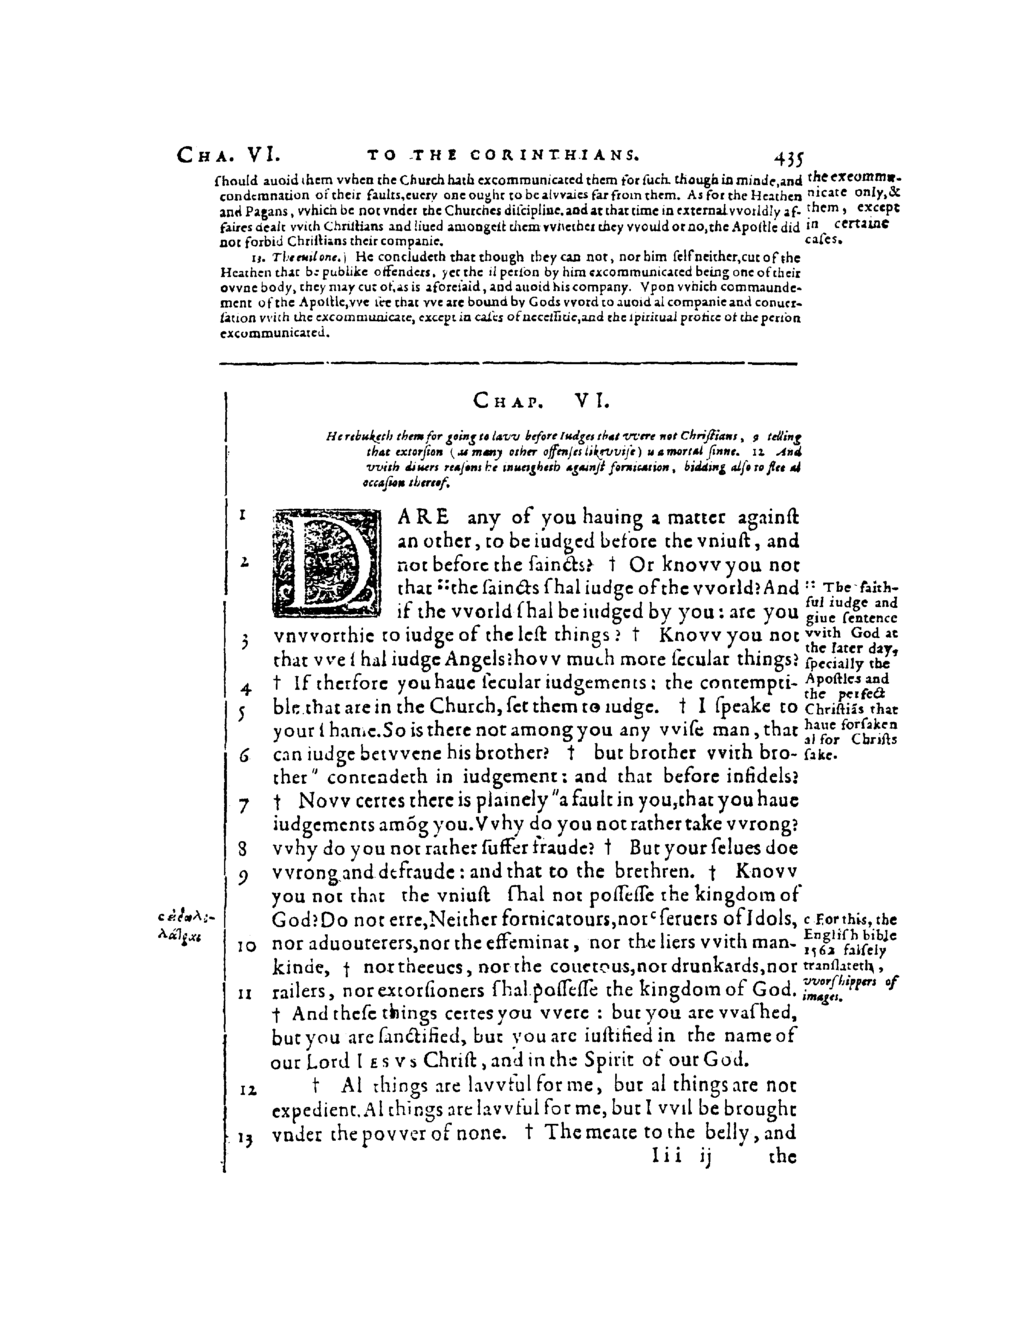 CHA. VI. TO THE CORINTHIANS. 435
ſhould auoid them vvhen the Church hath excommunicated them for ſuch. though in minde, and
condemnation of their faults, euery one ought to be alvvaies far from them. As for the Heathen
and Pagans, vvhich be not vnder the Churches diſcipline, and at that time in external vvorldly af-
faires dealt vvith Chriſtians and liued amongeſt them vvhether they vvould or no, the Apoſtle did
not forbid Chriſtians their companie.
the excommu-
nicate only, &
them, except
in certaine
caſes.
13. The euil one.) He concludeth that though they can not, nor him ſelf neither, cut of the
Heathen that be publike offenders, yet the il perſon by him excommunicated being one of their
ovvne body, they may cut of, as is aforeſaid, and auoid his company. Vpon vvhich commaunde-
ment of the Apoſtle, vve ſee that vve are bound by Gods vvord to auoid al companie and conuer-
ſation vvith the excommunicate, except in caſes of neceſſitie, and the ſpiritual profite of the perſon
excommunicated.
CHAP. VI.
He rebuketh them for going to lavv before Iudges that vvere not Chriſtians, 9 telling
that extorſion (as many other offenſes likevviſe) is a mortal ſinne. 12 And
vvith diuers reaſons he inueigheth againſt fornication, bidding alſo to flee al
occaſion thereof.
1 DARE any of you hauing a matter againſt
an other, to be iudged before the vniuſt, and
2 not before the ſaincts? † Or knovv you not
that ∷the ſaincts ſhal iudge of the vvorld? And
if the vvorld ſhal be iudged by you: are you
3 vnvvorthie to iudge of the leſt things? † Knovv you not
that vve ſhal iudge Angels? hovv much more ſecular things?
4 † If therfore you haue ſecular iudgements: the contempti-
5 ble that are in the Church, ſet them to iudge. † I ſpeake to
your ſhame. So is there not among you any vviſe man, that
6 can iudge betvvene his brother? † but brother vvith bro-
ther " contendeth in iudgement: and that before infidels?
7 † Novv certes there is plainely " a fault in you, that you haue
iudgements amõg you. Vvhy do you not rather take vvrong?
8 vvhy do you not rather ſuffer fraude? † But your ſelues doe
9 vvrong and defraude: and that to the brethren. † Knovv
you not that the vniuſt ſhal not poſſeſſe the kingdom of
God? Do not erre, Neither fornicatours, nor ᶜ ſeruers of Idols,
10 nor aduouterers, nor the effeminat, nor the liers vvith man-
kinde, † nor theeues, nor the couetous, nor drunkards, nor
11 railers, nor extorſioners ſhal poſſeſſe the kingdom of God.
† And theſe things certes you vvere: but you are vvaſhed,
but you are ſanctified, but you are iuſtified in the name of
our Lord IESVS Chriſt, and in the Spirit of our God.
12 † Al things are lavvful for me, but al things are not
expedient. Al things are lavvful for me, but I vvil be brought
13 vnder the povver of none. † The meate to the belly, and
∷ The faith-
ful iudge and
giue ſentence
vvith God at
the later day,
ſpecially the
Apoſtles and
the perfect
Chriſtiãs that
haue forſaken
al for Chriſts
ſake.
c For this, the
Engliſh bible
1562 falſely
tranſlateth,
vvorſhippers of
images.
Iii ij the